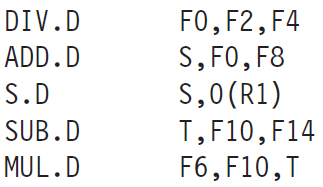 DIV.D F0,F2,F4
ADD.D S,F0,F8
S.D S,0(R1)
SUB.D T,F10,F14
MUL.D F6,F10,T